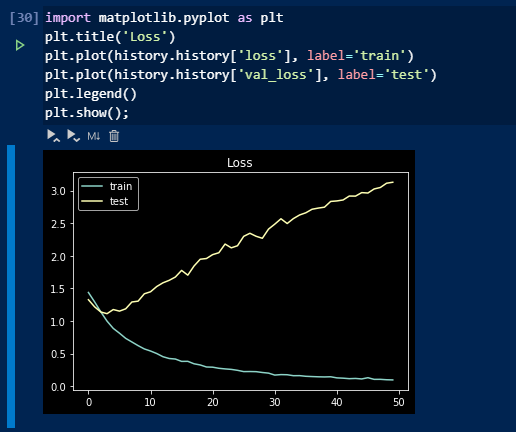 [30] import matplotlib.pyplot as plt
plt.title('Loss')
plt.plot(history.history['loss'], label='train')
plt.plot(history.history['val_loss'], label='test')
plt.legend()
plt.show();
M↓
Loss
train
test
3.0
2.5
2.0
1.5
1.0
0.5
0.0
0 10 20 30 40 50